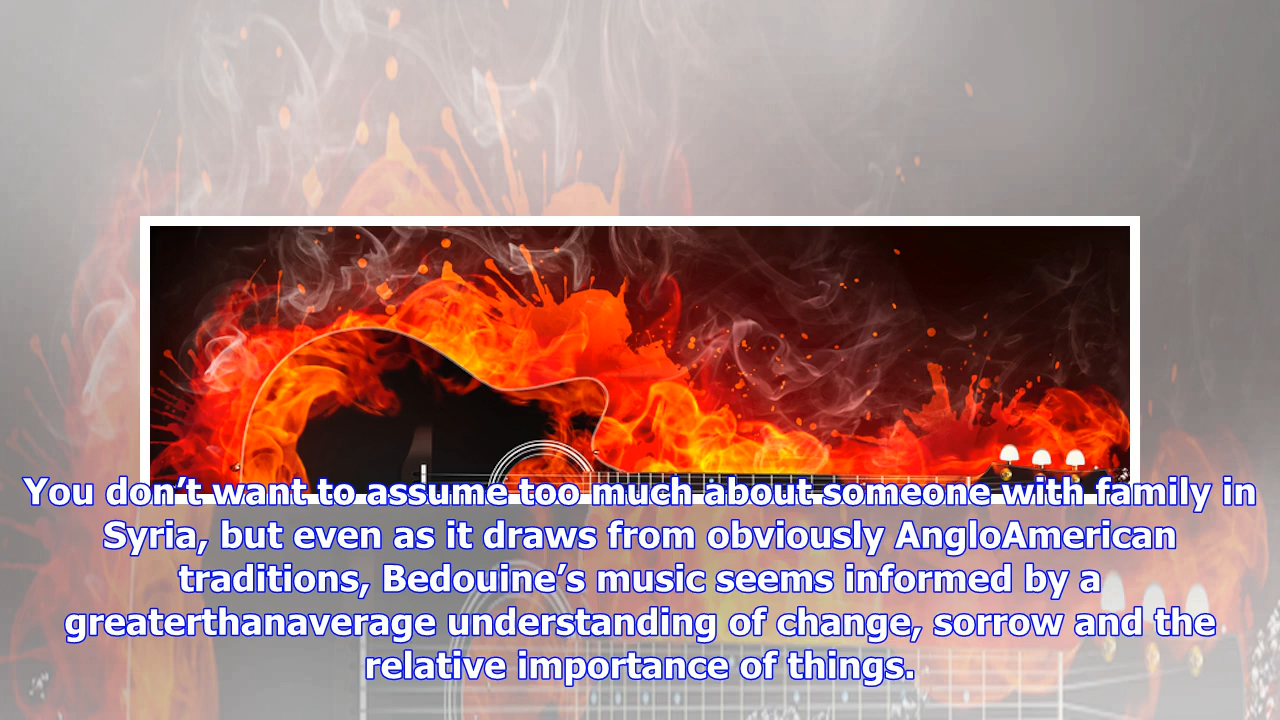 You don’t want to assume too much about someone with family in
Syria, but even as it draws from obviously AngloAmerican
traditions, Bedouine’s music seems informed by a
greaterthanaverage understanding of change, sorrow and the
relative importance of things.